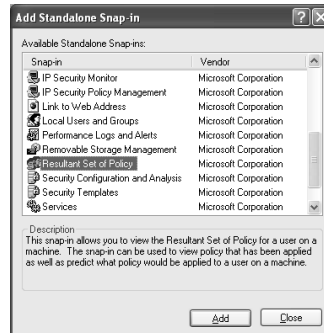 Add Standalone Snap-in
Available Standalone Snap-ins:
Snap-in Vendor
IP Security Monitor Microsoft Corporation
IP Security Policy Management Microsoft Corporation
Link to Web Address Microsoft Corporation
Local Users and Groups Microsoft Corporation
Performance Logs and Alerts Microsoft Corporation
Removable Storage Management Microsoft Corporation
Resultant Set of Policy Microsoft Corporation
Security Configuration and Analysis Microsoft Corporation
Security Templates Microsoft Corporation
Services Microsoft Corporation
Description
This snap-in allows you to view the Resultant Set of Policy for a user on a
machine. The snap-in can be used to view policy that has been applied
as well as predict what policy would be applied to a user on a machine.
Add Close